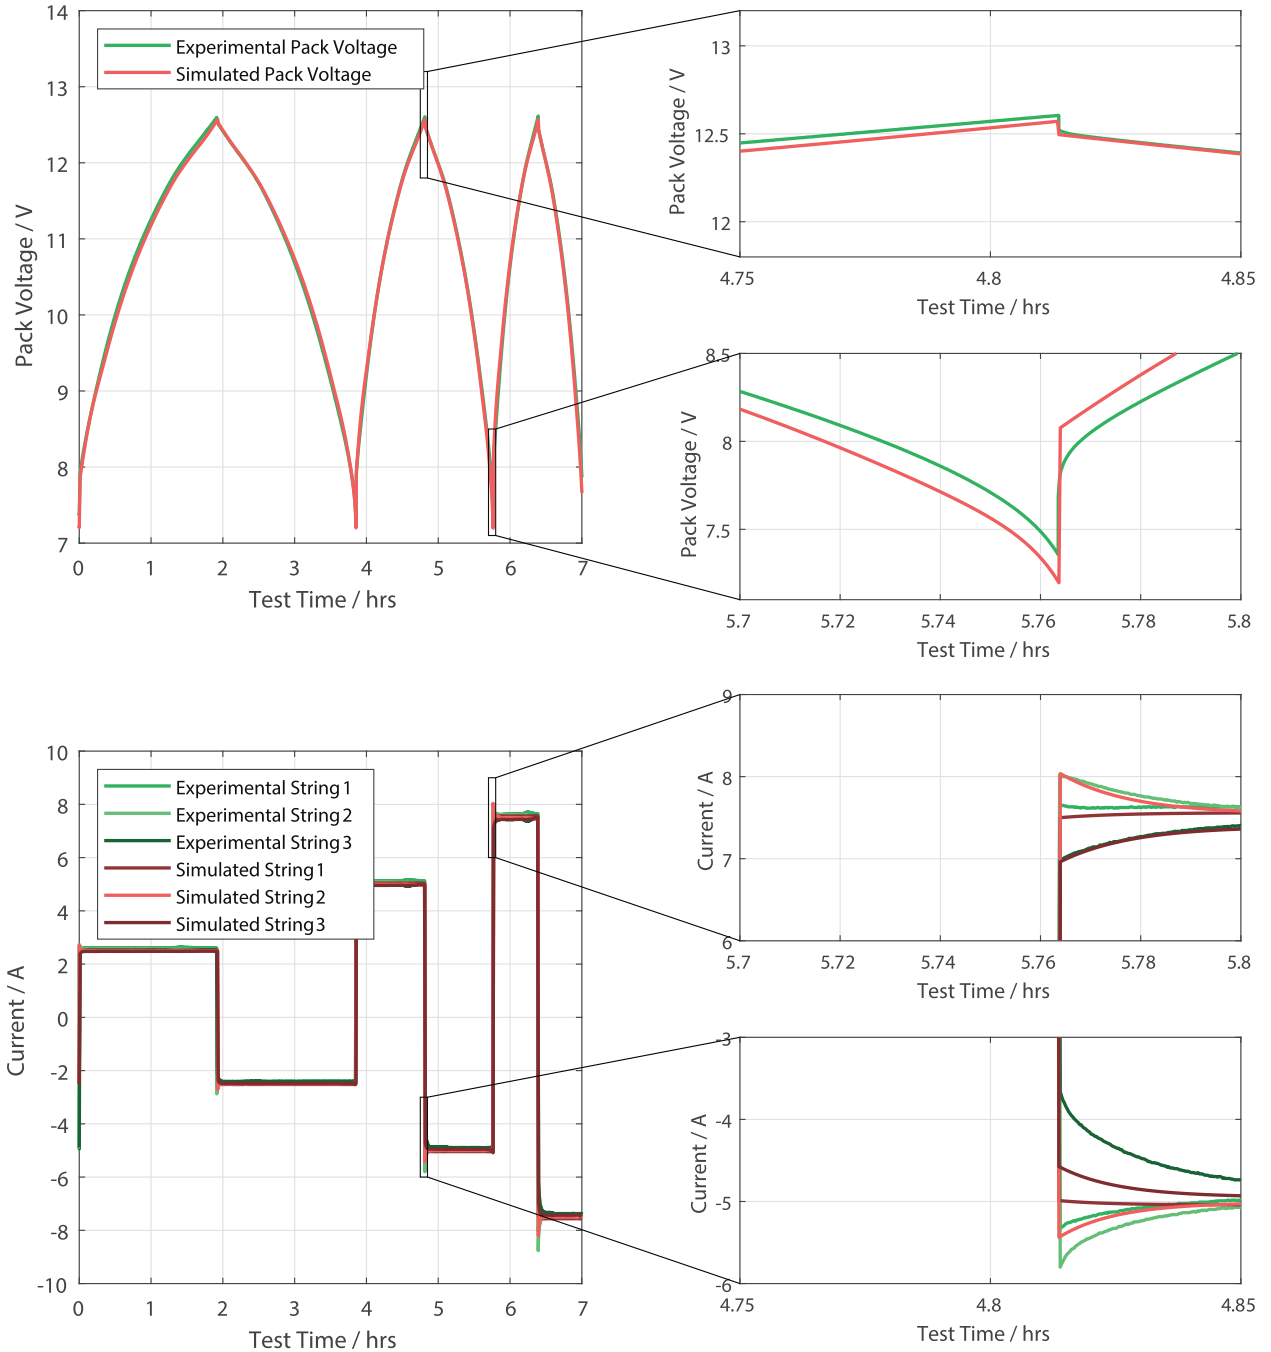 14
13
12
11
10
9
8
7
Pack Voltage / V
Experimental Pack Voltage
Simulated Pack Voltage
0 1 2 3 4 5 6 7
Test Time / hrs
13
12.5
12
Pack Voltage / V
4.75 4.8 4.85
Test Time / hrs
8.5
8
7.5
Pack Voltage / V
5.7 5.72 5.74 5.76 5.78 5.8
Test Time / hrs
10
8
6
4
2
0
-2
-4
-6
-8
-10
Current / A
Experimental String 1
Experimental String 2
Experimental String 3
Simulated String 1
Simulated String 2
Simulated String 3
0 1 2 3 4 5 6 7
Test Time / hrs
9
8
7
6
Current / A
5.7 5.72 5.74 5.76 5.78 5.8
Test Time / hrs
-3
-4
-5
-6
Current / A
4.75 4.8 4.85
Test Time / hrs